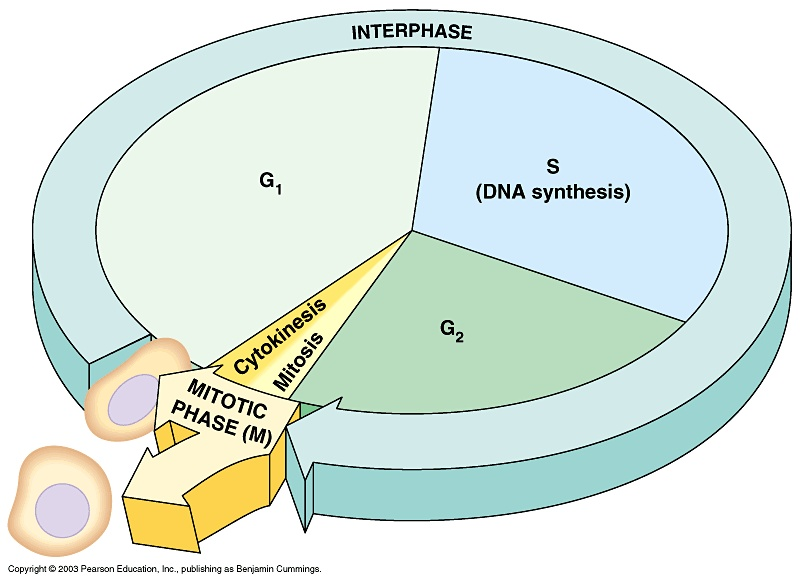 INTERPHASE
G₁
S
(DNA synthesis)
G₂
Cytokinesis
Mitosis
MITOTIC
PHASE (M)
Copyright © 2003 Pearson Education, Inc., publishing as Benjamin Cummings.